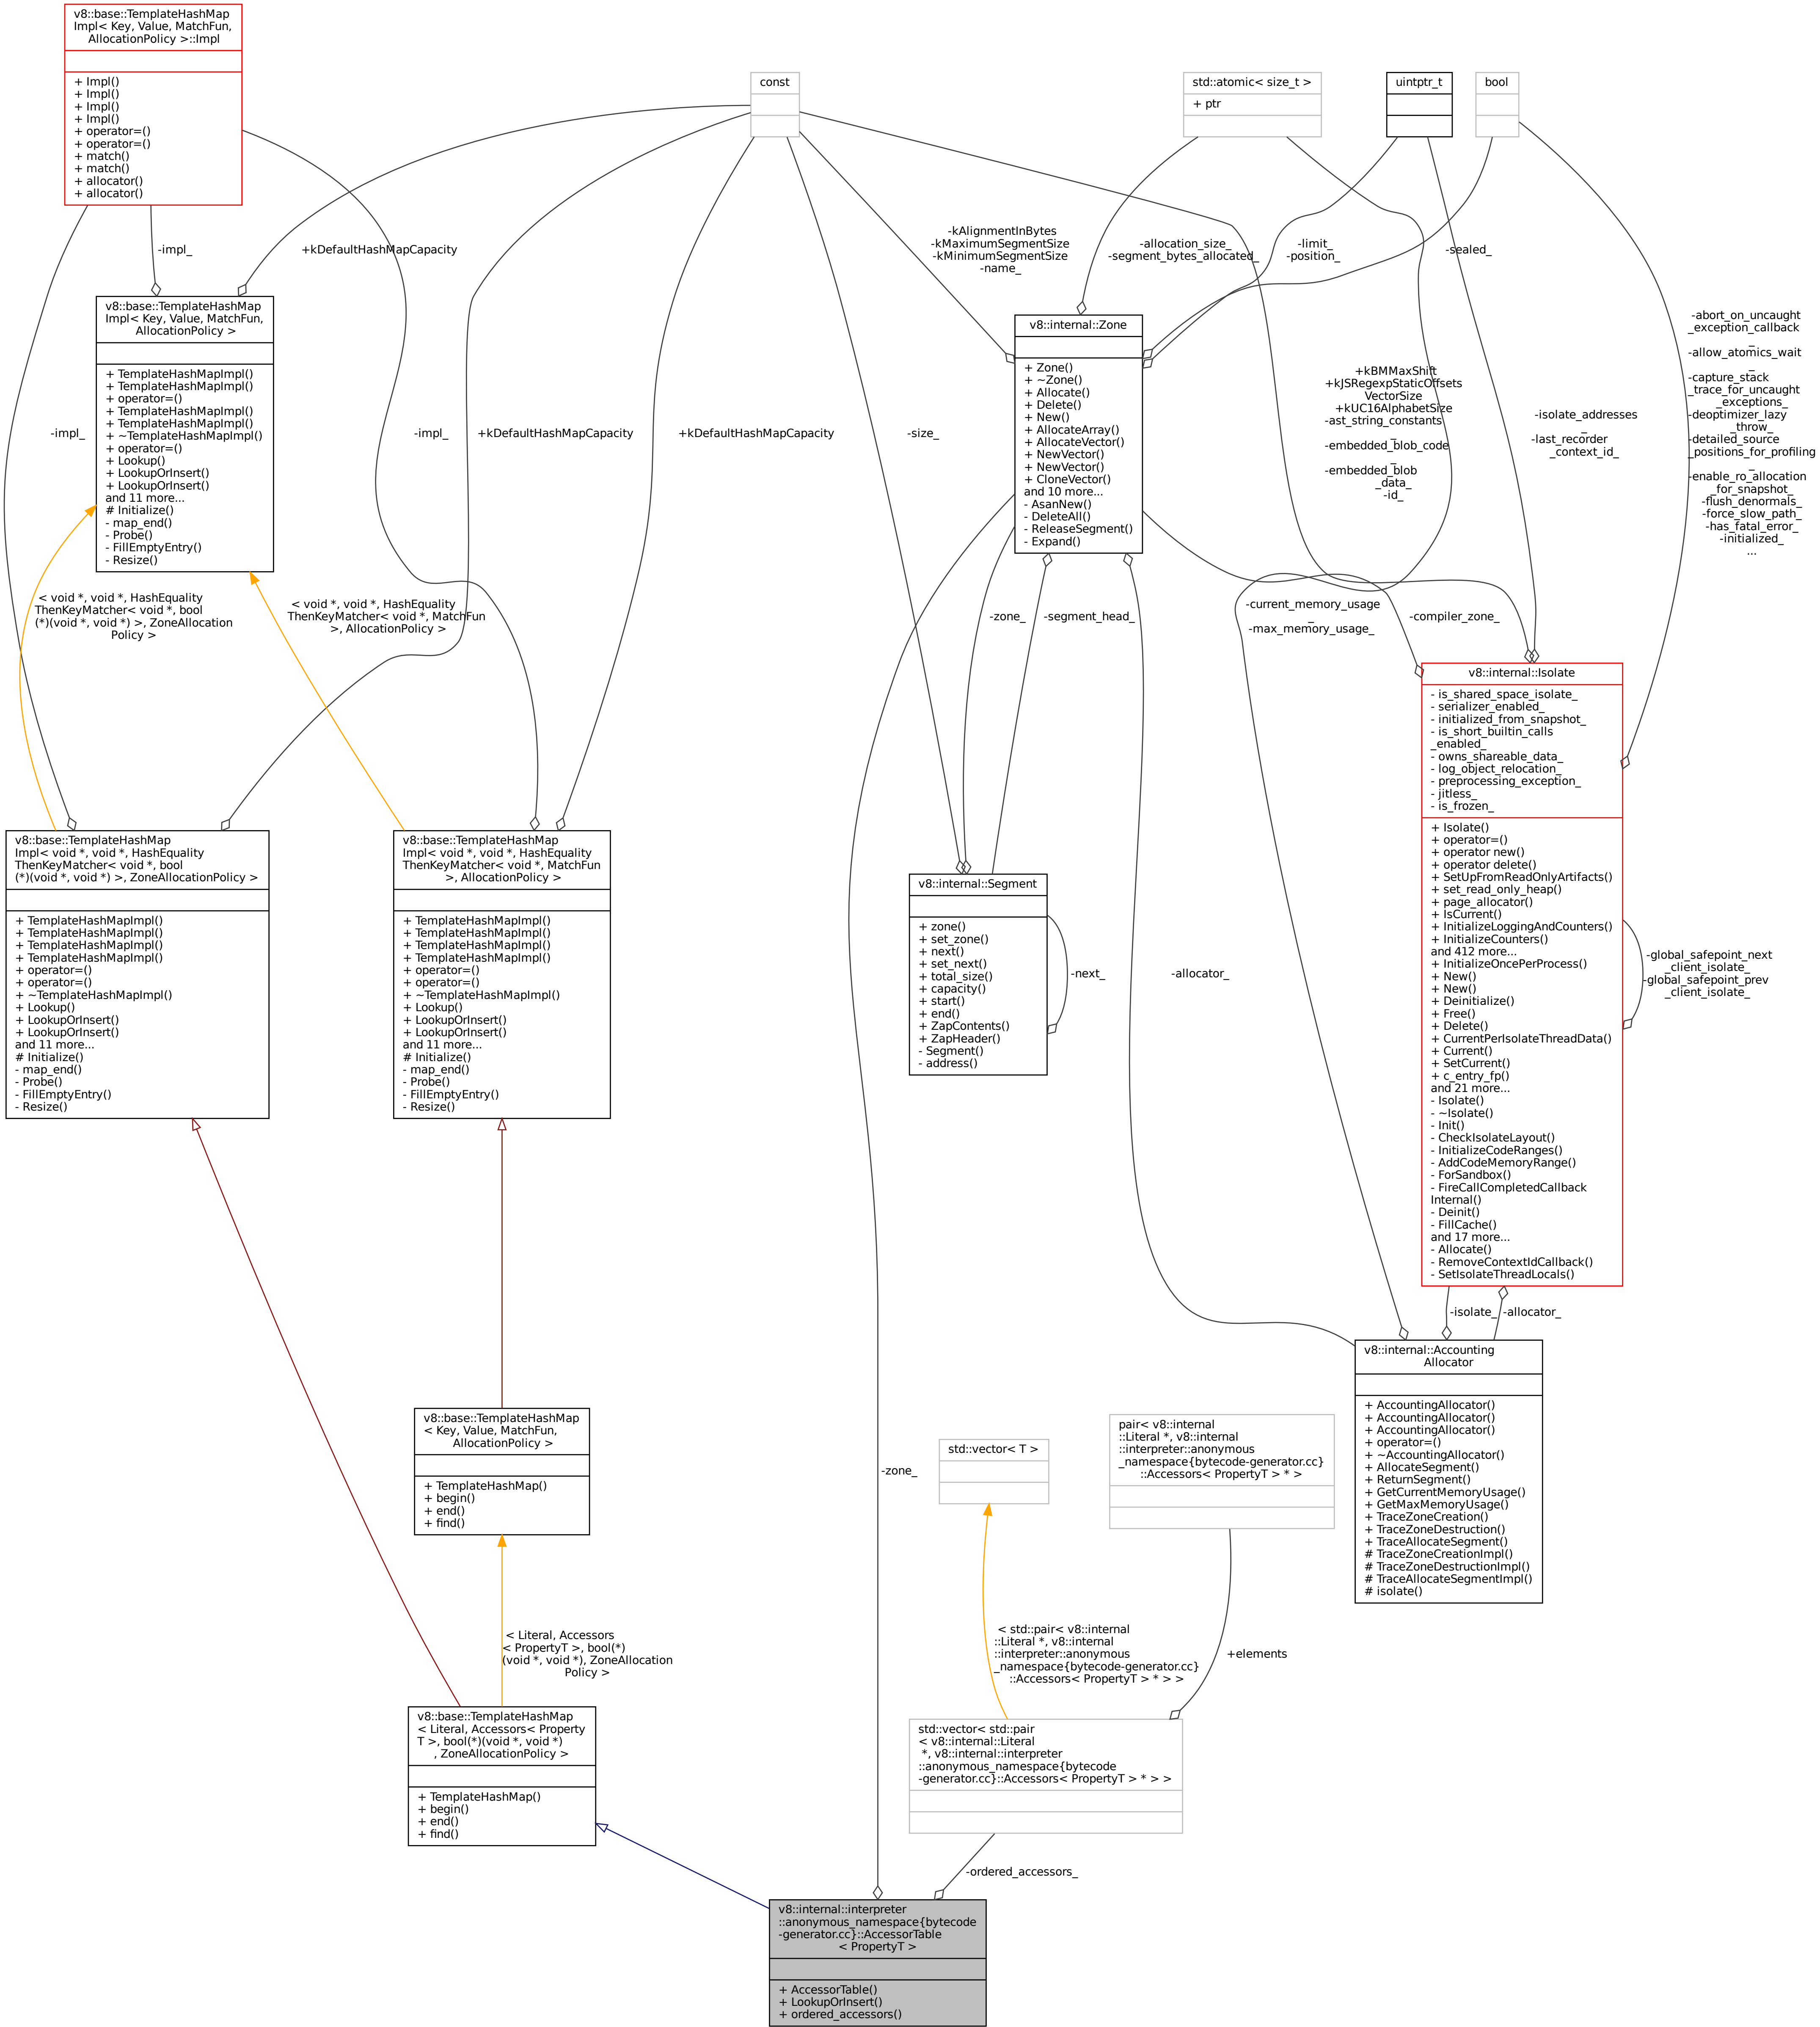 v8::base::TemplateHashMap
Impl< Key, Value, MatchFun,
AllocationPolicy >::Impl
+ Impl()
+ Impl()
+ Impl()
+ Impl()
+ operator=()
+ operator=()
+ match()
+ match()
+ allocator()
+ allocator()
const
std::atomic< size_t >
+ ptr
uintptr_t
bool
-impl_
+kDefaultHashMapCapacity
-kAlignmentInBytes
-kMaximumSegmentSize
-kMinimumSegmentSize
-name_
-allocation_size_
-segment_bytes_allocated_
-limit_
-position_
-sealed_
v8::base::TemplateHashMap
Impl< Key, Value, MatchFun,
AllocationPolicy >
+ TemplateHashMapImpl()
+ TemplateHashMapImpl()
+ operator=()
+ TemplateHashMapImpl()
+ TemplateHashMapImpl()
+ ~TemplateHashMapImpl()
+ operator=()
+ Lookup()
+ LookupOrInsert()
+ LookupOrInsert()
and 11 more...
# Initialize()
- map_end()
- Probe()
- FillEmptyEntry()
- Resize()
v8::internal::Zone
+ Zone()
+ ~Zone()
+ Allocate()
+ Delete()
+ New()
+ AllocateArray()
+ AllocateVector()
+ NewVector()
+ NewVector()
+ CloneVector()
and 10 more...
- AsanNew()
- DeleteAll()
- ReleaseSegment()
- Expand()
-impl_
-impl_
+kDefaultHashMapCapacity
+kDefaultHashMapCapacity
-size_
+kBMMaxShift
+kJSRegexpStaticOffsets
VectorSize
+kUC16AlphabetSize
-ast_string_constants
_
-embedded_blob_code
_
-embedded_blob
_data_
-id_
-isolate_addresses
_
-last_recorder
_context_id_
-abort_on_uncaught
_exception_callback
_
-allow_atomics_wait
_
-capture_stack
_trace_for_uncaught
_exceptions_
-deoptimizer_lazy
_throw_
-detailed_source
_positions_for_profiling
_
-enable_ro_allocation
_for_snapshot_
-flush_denormals_
-force_slow_path_
-has_fatal_error_
-initialized_
...
< void *, void *, HashEquality
ThenKeyMatcher< void *, bool
(*)(void *, void *) >, ZoneAllocation
Policy >
< void *, void *, HashEquality
ThenKeyMatcher< void *, MatchFun
>, AllocationPolicy >
-zone_
-segment_head_
-current_memory_usage
_
-max_memory_usage_
-compiler_zone_
v8::internal::Isolate
- is_shared_space_isolate_
- serializer_enabled_
- initialized_from_snapshot_
- is_short_builtin_calls
_enabled_
- owns_shareable_data_
- log_object_relocation_
- preprocessing_exception_
- jitless_
- is_frozen_
+ Isolate()
+ operator=()
+ operator new()
+ operator delete()
+ SetUpFromReadOnlyArtifacts()
+ set_read_only_heap()
+ page_allocator()
+ IsCurrent()
+ InitializeLoggingAndCounters()
+ InitializeCounters()
and 412 more...
+ InitializeOncePerProcess()
+ New()
+ New()
+ Deinitialize()
+ Free()
+ Delete()
+ CurrentPerIsolateThreadData()
+ Current()
+ SetCurrent()
+ c_entry_fp()
and 21 more...
- Isolate()
- ~Isolate()
- Init()
- CheckIsolateLayout()
- InitializeCodeRanges()
- AddCodeMemoryRange()
- ForSandbox()
- FireCallCompletedCallback
Internal()
- Deinit()
- FillCache()
and 17 more...
- Allocate()
- RemoveContextIdCallback()
- SetIsolateThreadLocals()
-global_safepoint_next
_client_isolate_
-global_safepoint_prev
_client_isolate_
v8::base::TemplateHashMap
Impl< void *, void *, HashEquality
ThenKeyMatcher< void *, bool
(*)(void *, void *) >, ZoneAllocationPolicy >
+ TemplateHashMapImpl()
+ TemplateHashMapImpl()
+ TemplateHashMapImpl()
+ TemplateHashMapImpl()
+ operator=()
+ operator=()
+ ~TemplateHashMapImpl()
+ Lookup()
+ LookupOrInsert()
+ LookupOrInsert()
and 11 more...
# Initialize()
- map_end()
- Probe()
- FillEmptyEntry()
- Resize()
v8::base::TemplateHashMap
Impl< void *, void *, HashEquality
ThenKeyMatcher< void *, MatchFun
>, AllocationPolicy >
+ TemplateHashMapImpl()
+ TemplateHashMapImpl()
+ TemplateHashMapImpl()
+ TemplateHashMapImpl()
+ operator=()
+ operator=()
+ ~TemplateHashMapImpl()
+ Lookup()
+ LookupOrInsert()
+ LookupOrInsert()
and 11 more...
# Initialize()
- map_end()
- Probe()
- FillEmptyEntry()
- Resize()
v8::internal::Segment
+ zone()
+ set_zone()
+ next()
+ set_next()
+ total_size()
+ capacity()
+ start()
+ end()
+ ZapContents()
+ ZapHeader()
- Segment()
- address()
-next_
-allocator_
-isolate_
-allocator_
v8::internal::Accounting
Allocator
+ AccountingAllocator()
+ AccountingAllocator()
+ AccountingAllocator()
+ operator=()
+ ~AccountingAllocator()
+ AllocateSegment()
+ ReturnSegment()
+ GetCurrentMemoryUsage()
+ GetMaxMemoryUsage()
+ TraceZoneCreation()
+ TraceZoneDestruction()
+ TraceAllocateSegment()
# TraceZoneCreationImpl()
# TraceZoneDestructionImpl()
# TraceAllocateSegmentImpl()
# isolate()
v8::base::TemplateHashMap
< Key, Value, MatchFun,
AllocationPolicy >
+ TemplateHashMap()
+ begin()
+ end()
+ find()
-zone_
std::vector< T >
pair< v8::internal
::Literal *, v8::internal
::interpreter::anonymous
_namespace{bytecode-generator.cc}
::Accessors< PropertyT > * >
< Literal, Accessors
< PropertyT >, bool(*)
(void *, void *), ZoneAllocation
Policy >
< std::pair< v8::internal
::Literal *, v8::internal
::interpreter::anonymous
_namespace{bytecode-generator.cc}
::Accessors< PropertyT > * > >
+elements
v8::base::TemplateHashMap
< Literal, Accessors< Property
T >, bool(*)(void *, void *)
, ZoneAllocationPolicy >
+ TemplateHashMap()
+ begin()
+ end()
+ find()
std::vector< std::pair
< v8::internal::Literal
*, v8::internal::interpreter
::anonymous_namespace{bytecode
-generator.cc}::Accessors< PropertyT > * > >
-ordered_accessors_
v8::internal::interpreter
::anonymous_namespace{bytecode
-generator.cc}::AccessorTable
< PropertyT >
+ AccessorTable()
+ LookupOrInsert()
+ ordered_accessors()